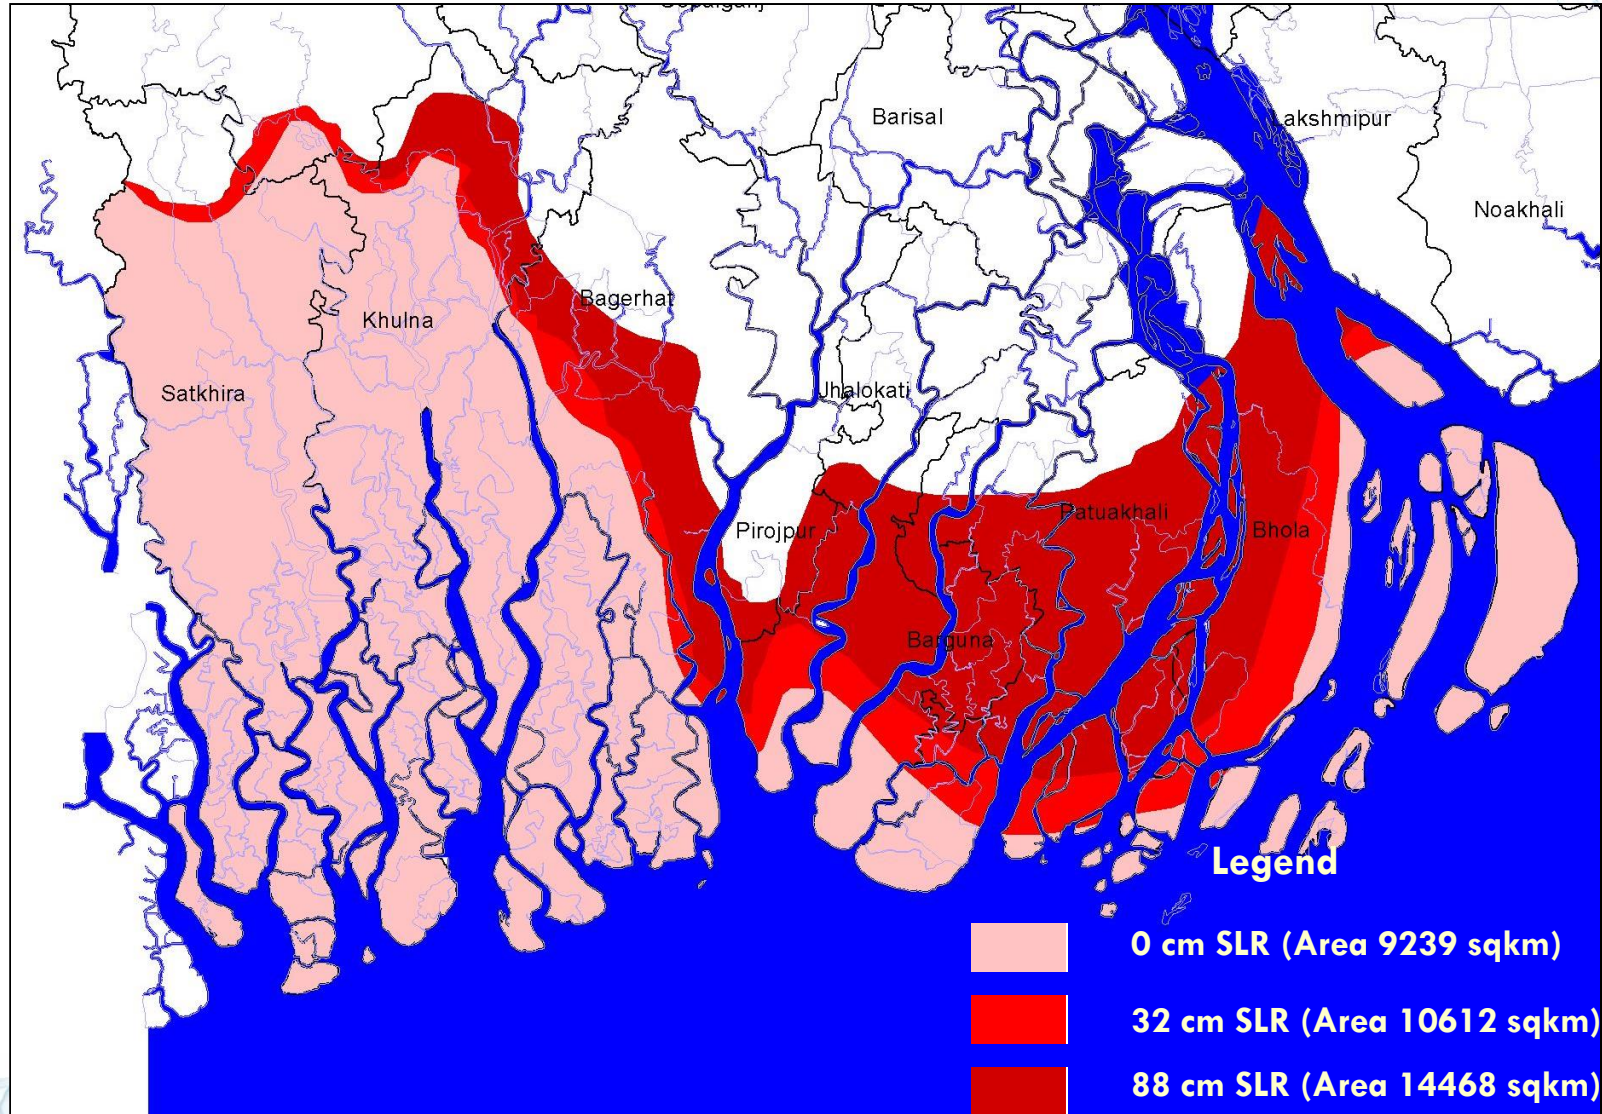 Barisal
Noakhali
Bagerhat
Khulna
Satkhira
Jhalokati
Patuakhali
Pirojpur
Bhola
Barguna
Legend
0 cm SLR (Area 9239 sqkm)
32 cm SLR (Area 10612 sqkm)
88 cm SLR (Area 14468 sqkm)